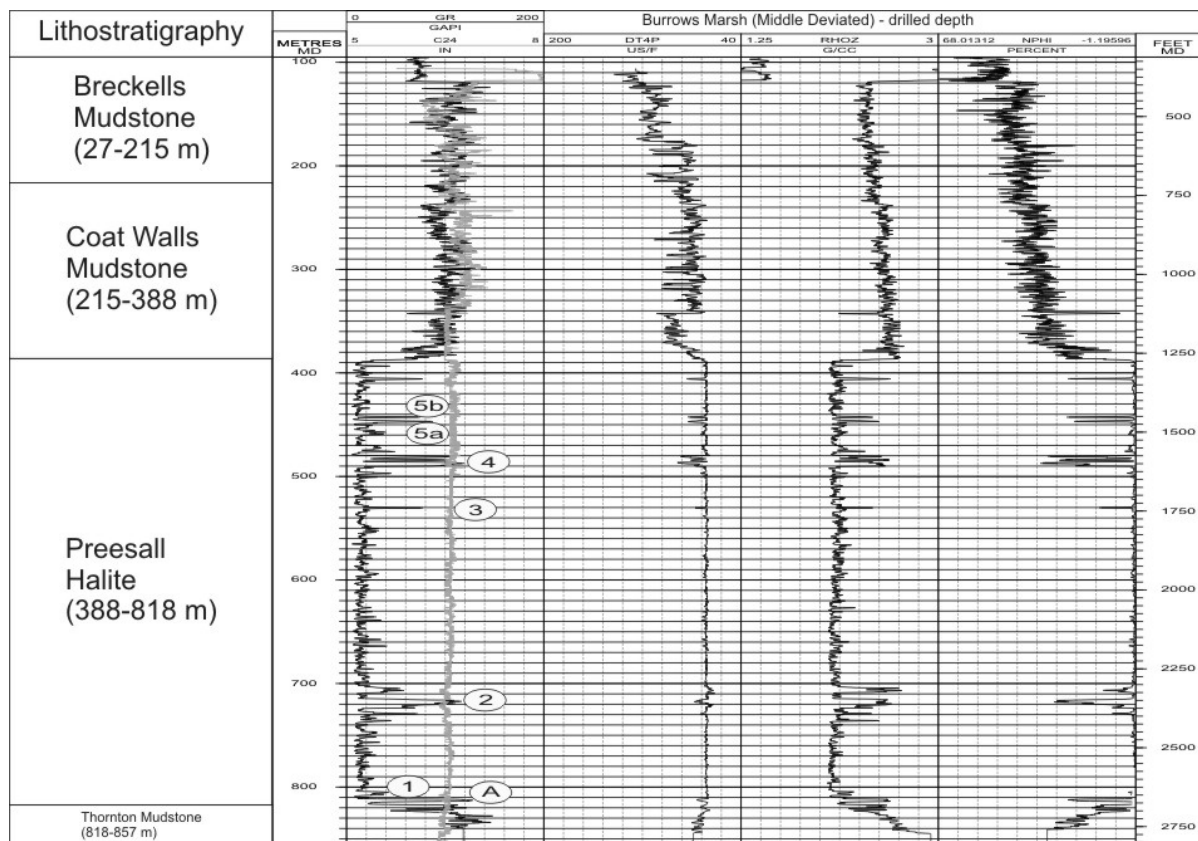 Lithostratigraphy
Burrows Marsh (Middle Deviated) - drilled depth
0 GR 200
GAPI
METRES MD
5 C24 8
IN
200 DT4P 40
US/F
1.25 RHOZ 3
G/CC
68.01312 NPHI -1.19596
PERCENT
FEET MD
Breckells
Mudstone
(27-215 m)
Coat Walls
Mudstone
(215-388 m)
Preesall
Halite
(388-818 m)
Thornton Mudstone
(818-857 m)
100
200
300
400
500
600
700
800
5b
5a
4
3
2
1
A
500
750
1000
1250
1500
1750
2000
2250
2500
2750